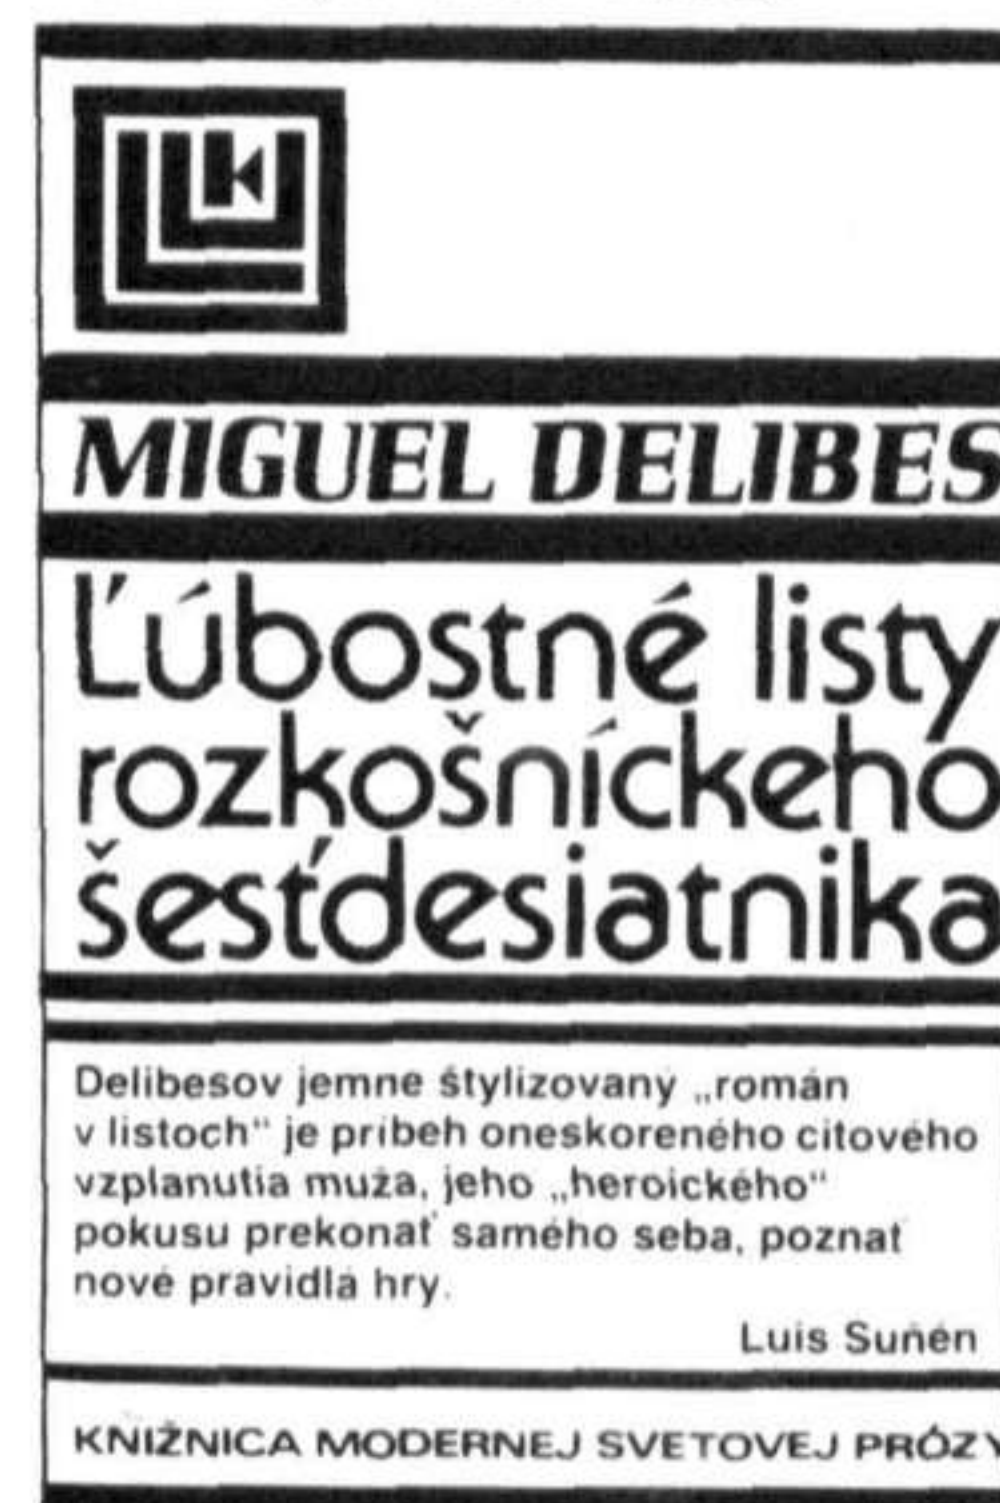 MIGUEL DELIBES
Ľúbostné listy
rozkošníckeho
šesťdesiatnika
Delibesov jemne štylizovaný „román
v listoch“ je príbeh oneskoreného citového
vzplanutia muža, jeho „heroického“
pokusu prekonať samého seba, poznať
nové pravidlá hry.
Luis Suñén
KNIŽNICA MODERNEJ SVETOVEJ PRÓZY